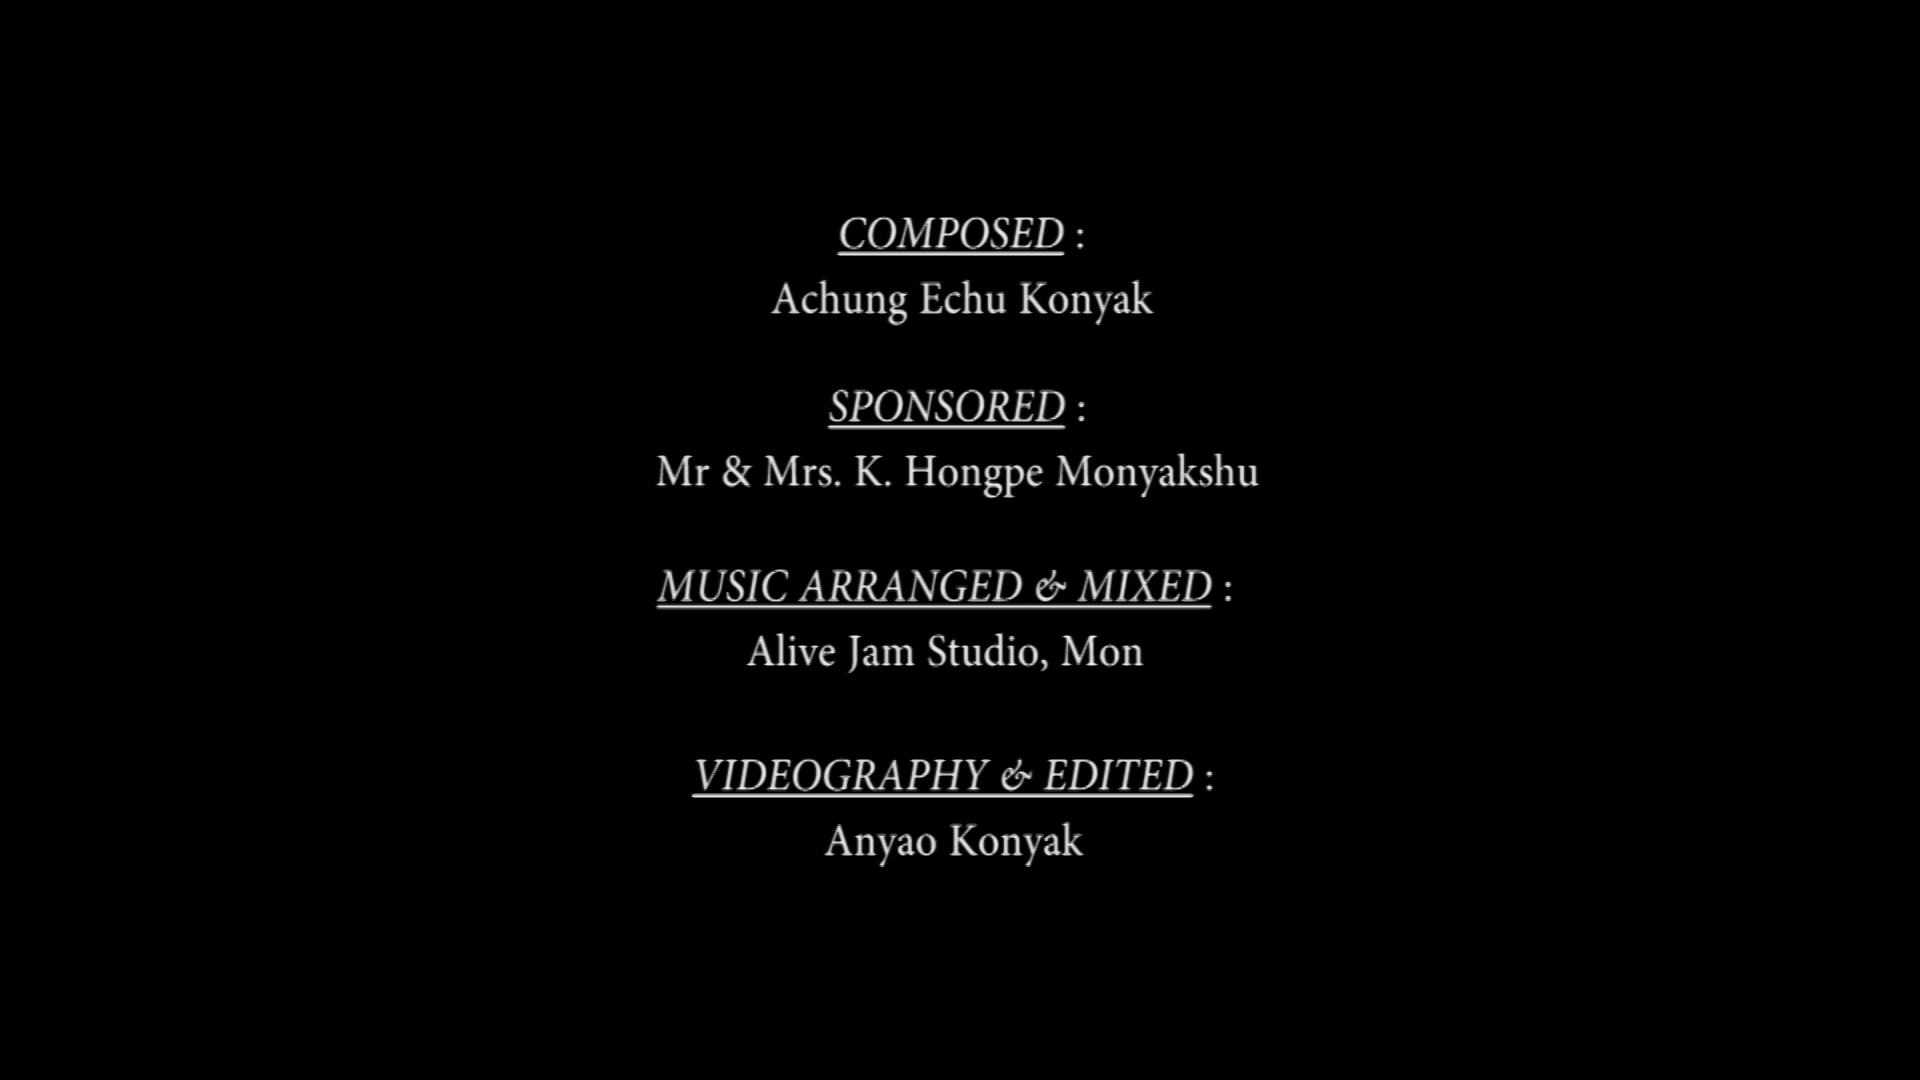 COMPOSED :
Achung Echu Konyak
SPONSORED :
Mr & Mrs. K. Hongpe Monyakshu
MUSIC ARRANGED & MIXED :
Alive Jam Studio, Mon
VIDEOGRAPHY & EDITED :
Anyao Konyak